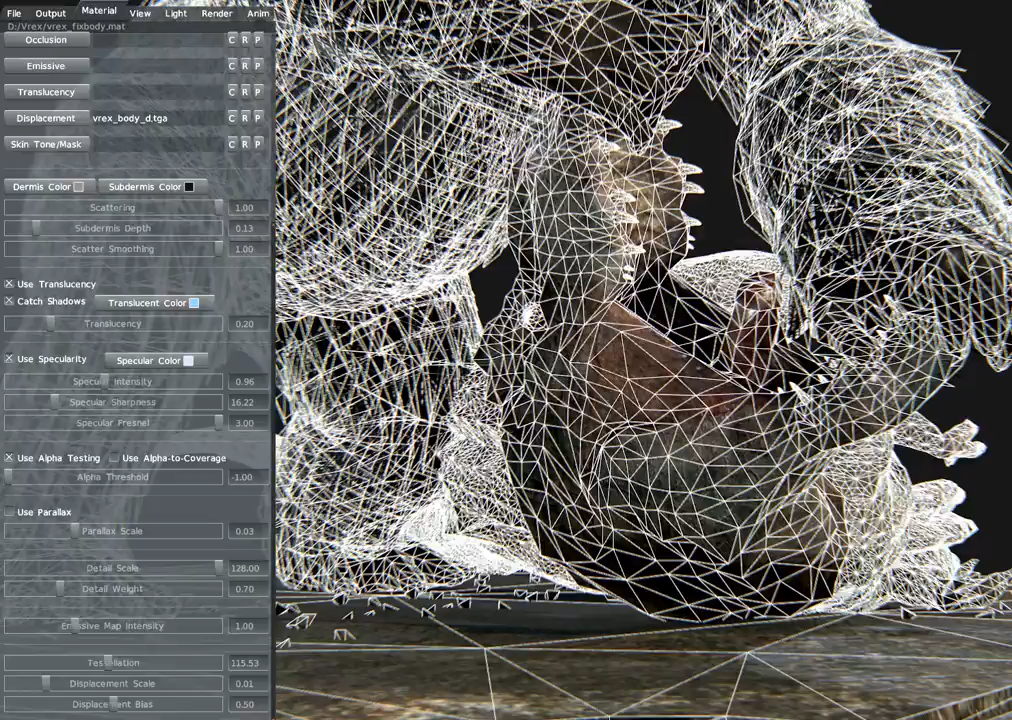 File Output Material View Light Render Anim
D:/Vrex/vrex_fixbody.mat
Occlusion C R P
Emissive C R P
Translucency C R P
Displacement vrex_body_d.tga C R P
Skin Tone/Mask C R P
Dermis Color Subdermis Color
Scattering 1.00
Subdermis Depth 0.13
Scatter Smoothing 1.00
Use Translucency
Catch Shadows Translucent Color
Translucency 0.20
Use Specularity Specular Color
Specular Intensity 0.96
Specular Sharpness 16.22
Specular Fresnel 3.00
Use Alpha Testing Use Alpha-to-Coverage
Alpha Threshold -1.00
Use Parallax
Parallax Scale 0.03
Detail Scale 128.00
Detail Weight 0.70
Emissive Map Intensity 1.00
Tessellation 115.53
Displacement Scale 0.01
Displacement Bias 0.50